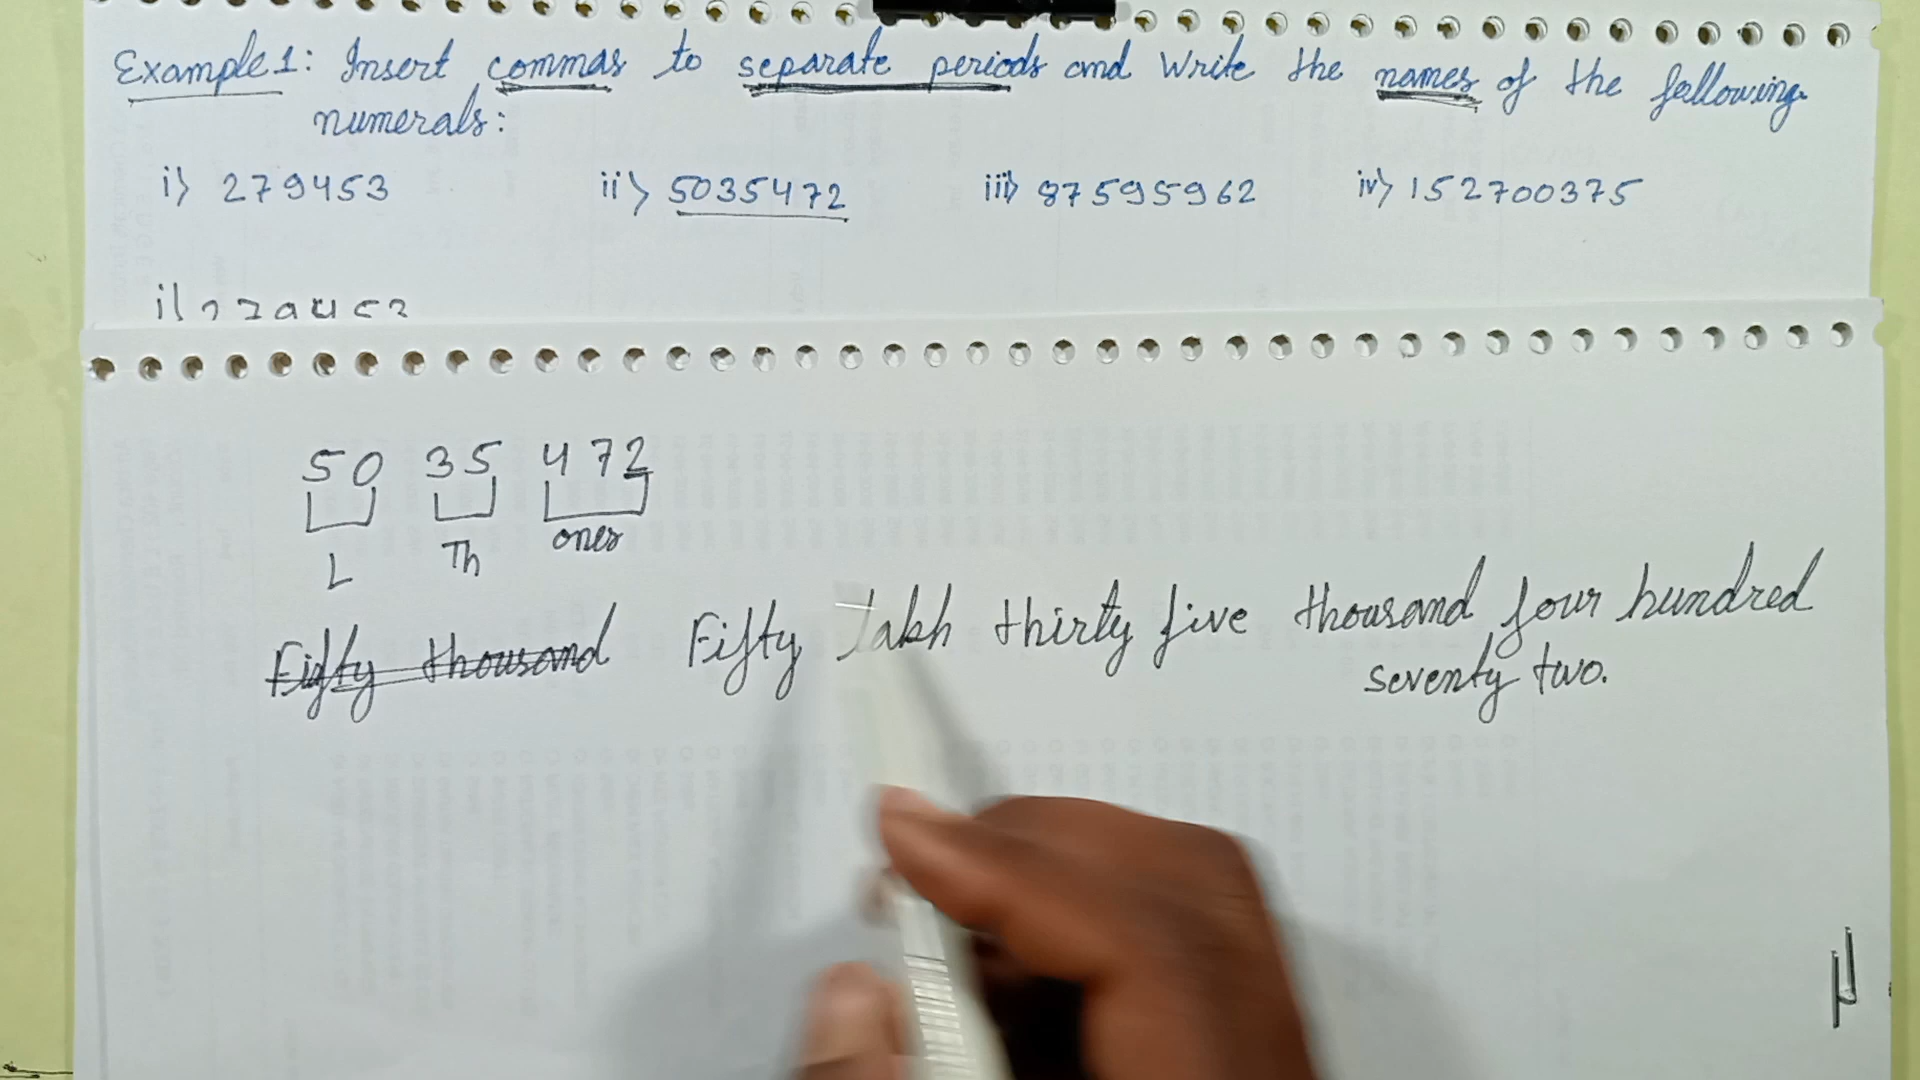 Example 1: Insert commas to separate periods and write the names of the following
numerals:
i) 279453 ii) 5035472 iii) 87595962 iv) 152700375
i) 279453
50 35 472
L Th ones
Fifty thousand Fifty lakh thirty five thousand four hundred
seventy two.